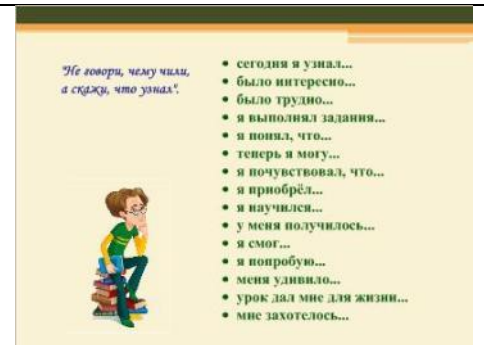 "Не говори, чему чили,
а скажи, что узнал".
• сегодня я узнал...
• было интересно...
• было трудно...
• я выполнял задания...
• я понял, что...
• теперь я могу...
• я почувствовал, что...
• я приобрёл...
• я научился...
• у меня получилось...
• я смог...
• я попробую...
• меня удивило...
• урок дал мне для жизни...
• мне захотелось...